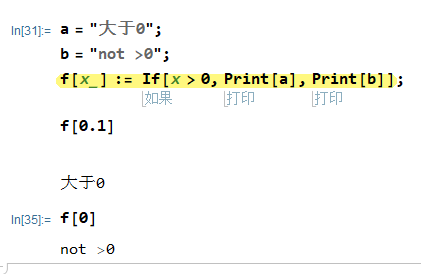 In[31]:= a = "大于0";
b = "not >0";
f[x_] := If[x > 0, Print[a], Print[b]];
如果 打印 打印
f[0.1]
大于0
In[35]:= f[0]
not >0